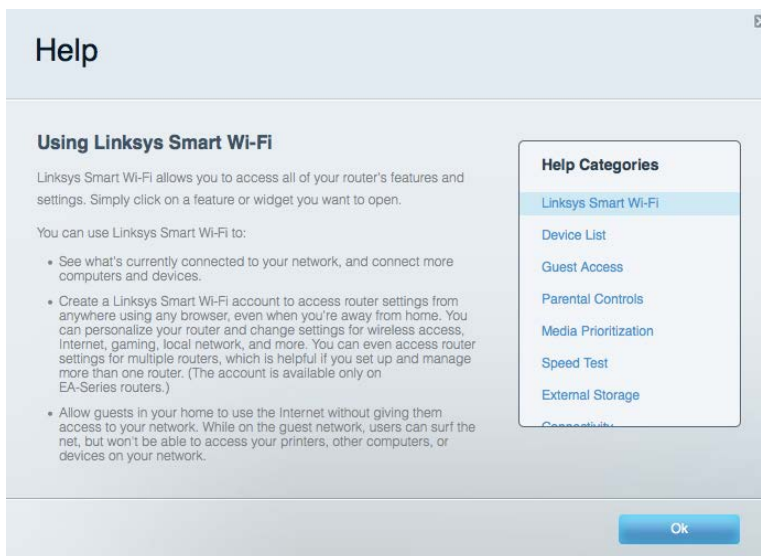 Help
Using Linksys Smart Wi-Fi
Linksys Smart Wi-Fi allows you to access all of your router's features and
settings. Simply click on a feature or widget you want to open.
You can use Linksys Smart Wi-Fi to:
• See what's currently connected to your network, and connect more
computers and devices.
• Create a Linksys Smart Wi-Fi account to access router settings from
anywhere using any browser, even when you're away from home. You
can personalize your router and change settings for wireless access,
Internet, gaming, local network, and more. You can even access router
settings for multiple routers, which is helpful if you set up and manage
more than one router. (The account is available only on
EA-Series routers.)
• Allow guests in your home to use the Internet without giving them
access to your network. While on the guest network, users can surf the
net, but won't be able to access your printers, other computers, or
devices on your network.
Help Categories
Linksys Smart Wi-Fi
Device List
Guest Access
Parental Controls
Media Prioritization
Speed Test
External Storage
Connectivity
Ok